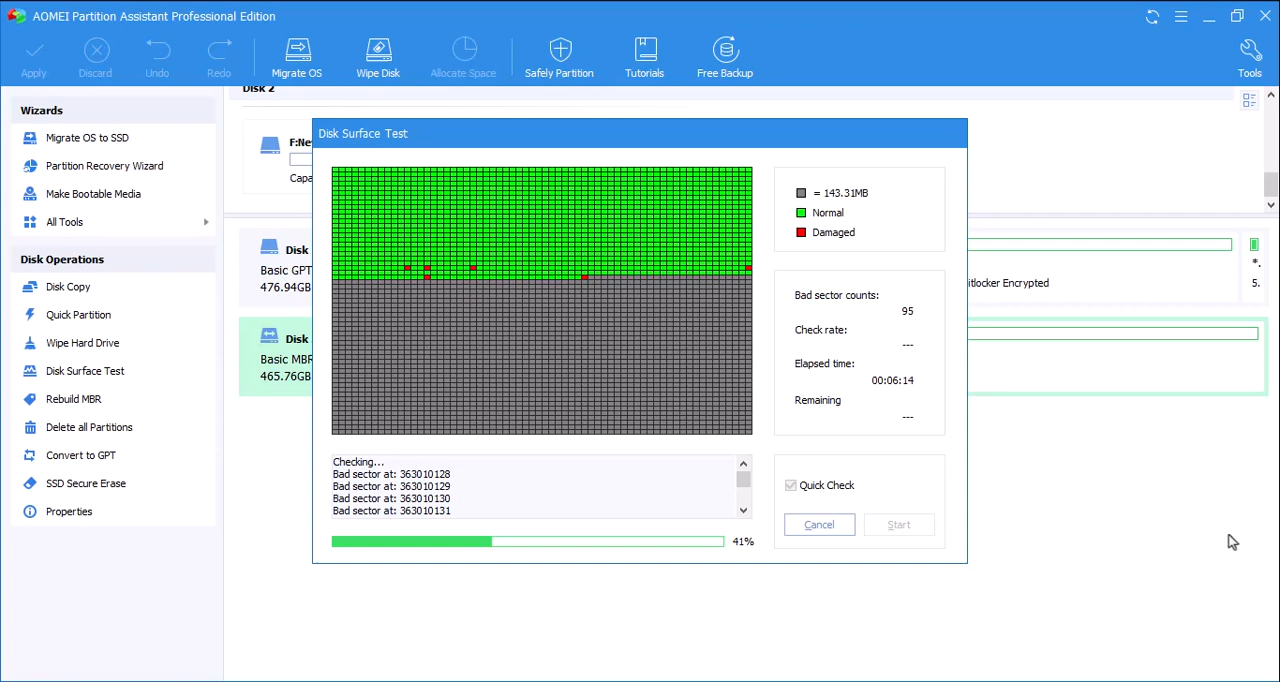 AOMEI Partition Assistant Professional Edition
Apply
Discard
Undo
Redo
Migrate OS
Wipe Disk
Allocate Space
Safely Partition
Tutorials
Free Backup
Tools
Wizards
Migrate OS to SSD
Partition Recovery Wizard
Make Bootable Media
All Tools
Disk Operations
Disk Copy
Quick Partition
Wipe Hard Drive
Disk Surface Test
Rebuild MBR
Delete all Partitions
Convert to GPT
SSD Secure Erase
Properties
Disk 2
F:Ne
Capa
Disk
Basic GPT
476.94GB
Disk
Basic MBR
465.76GB
Disk Surface Test
= 143.31MB
Normal
Damaged
Bad sector counts:
95
Check rate:
---
Elapsed time:
00:06:14
Remaining
---
Checking...
Bad sector at: 363010128
Bad sector at: 363010129
Bad sector at: 363010130
Bad sector at: 363010131
41%
Quick Check
Cancel
Start
itlocker Encrypted
*.
5.